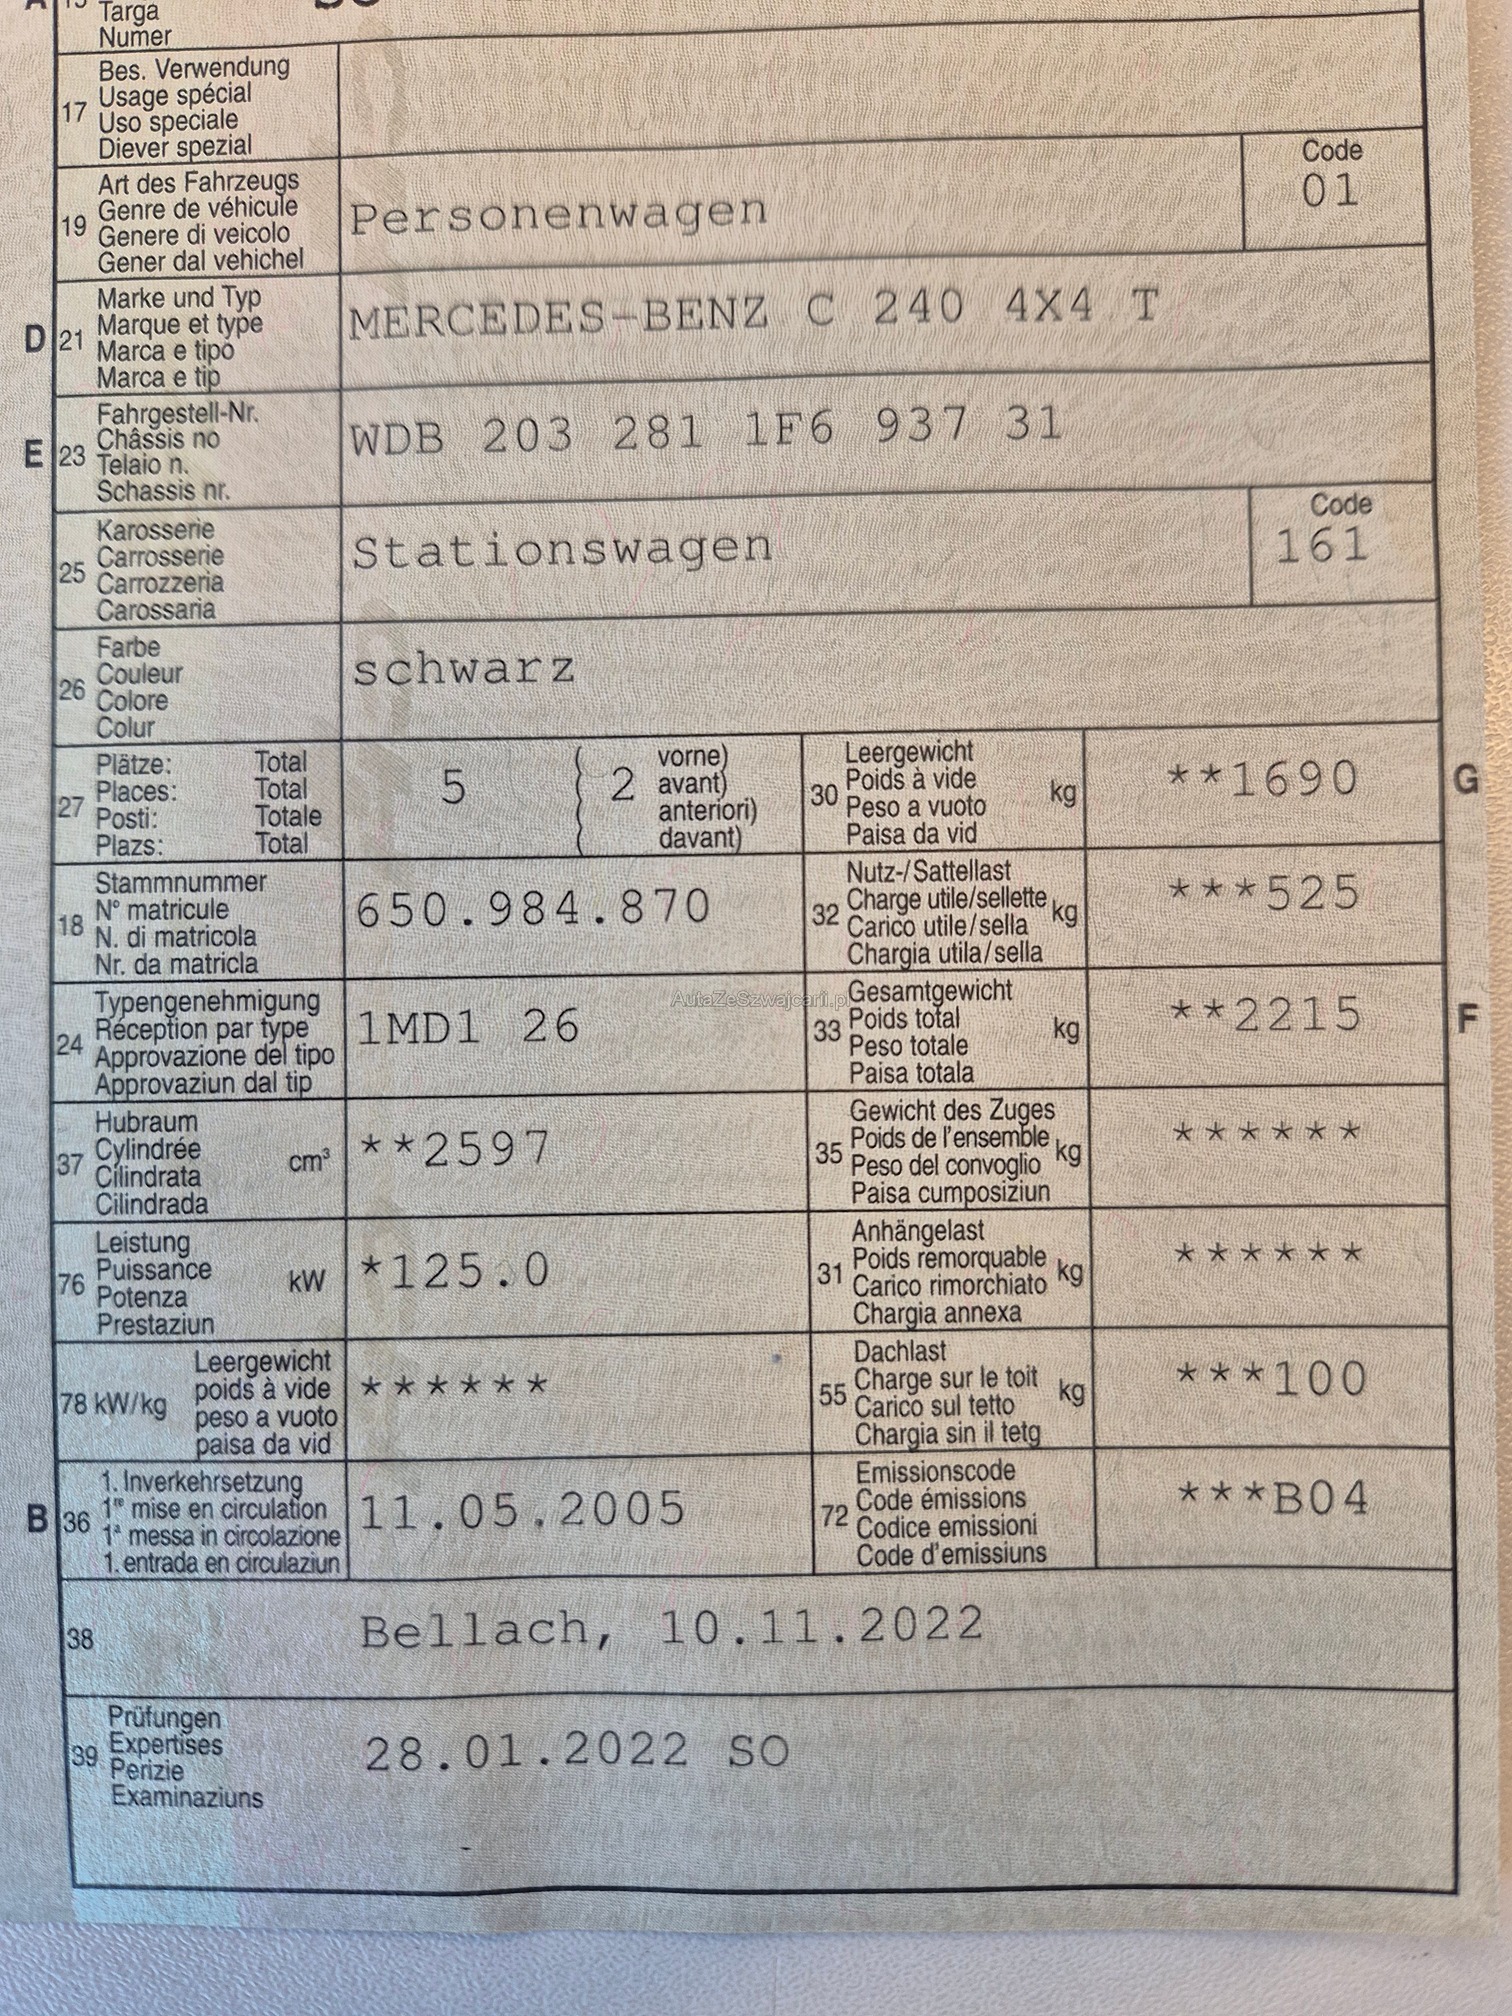 Targa
Numer
17 Bes. Verwendung
Usage spécial
Uso speciale
Diever spezial
19 Art des Fahrzeugs
Genre de véhicule
Genere di veicolo
Gener dal vehichel
Personenwagen
Code
01
D 21 Marke und Typ
Marque et type
Marca e tipo
Marca e tip
MERCEDES-BENZ C 240 4X4 T
E 23 Fahrgestell-Nr.
Châssis no
Telaio n.
Schassis nr.
WDB 203 281 1F6 937 31
25 Karosserie
Carrosserie
Carrozzeria
Carossaria
Stationswagen
Code
161
26 Farbe
Couleur
Colore
Colur
schwarz
27 Plätze: Total
Places: Total
Posti: Totale
Plazs: Total
5 ( 2 vorne)
avant)
anteriori)
davant)
30 Leergewicht
Poids à vide kg
Peso a vuoto
Paisa da vid
**1690 G
18 Stammnummer
N° matricule
N. di matricola
Nr. da matricla
650.984.870
32 Nutz-/Sattellast
Charge utile/sellette kg
Carico utile/sella
Chargia utila/sella
***525
24 Typengenehmigung
Réception par type
Approvazione del tipo
Approvaziun dal tip
1MD1 26
AutaZeSzwajcarii.pl
33 Gesamtgewicht
Poids total kg
Peso totale
Paisa totala
**2215 F
37 Hubraum
Cylindrée cm³
Cilindrata
Cilindrada
**2597
35 Gewicht des Zuges
Poids de l'ensemble kg
Peso del convoglio
Paisa cumposiziun
******
76 Leistung
Puissance kW
Potenza
Prestaziun
*125.0
31 Anhängelast
Poids remorquable kg
Carico rimorchiato
Chargia annexa
******
78 kW/kg Leergewicht
poids à vide
peso a vuoto
paisa da vid
******
55 Dachlast
Charge sur le toit kg
Carico sul tetto
Chargia sin il tetg
***100
B 36 1. Inverkehrsetzung
1re mise en circulation
1a messa in circolazione
1. entrada en circulaziun
11.05.2005
72 Emissionscode
Code émissions
Codice emissioni
Code d'emissiuns
***B04
38 Bellach, 10.11.2022
39 Prüfungen
Expertises
Perizie
Examinaziuns
28.01.2022 SO